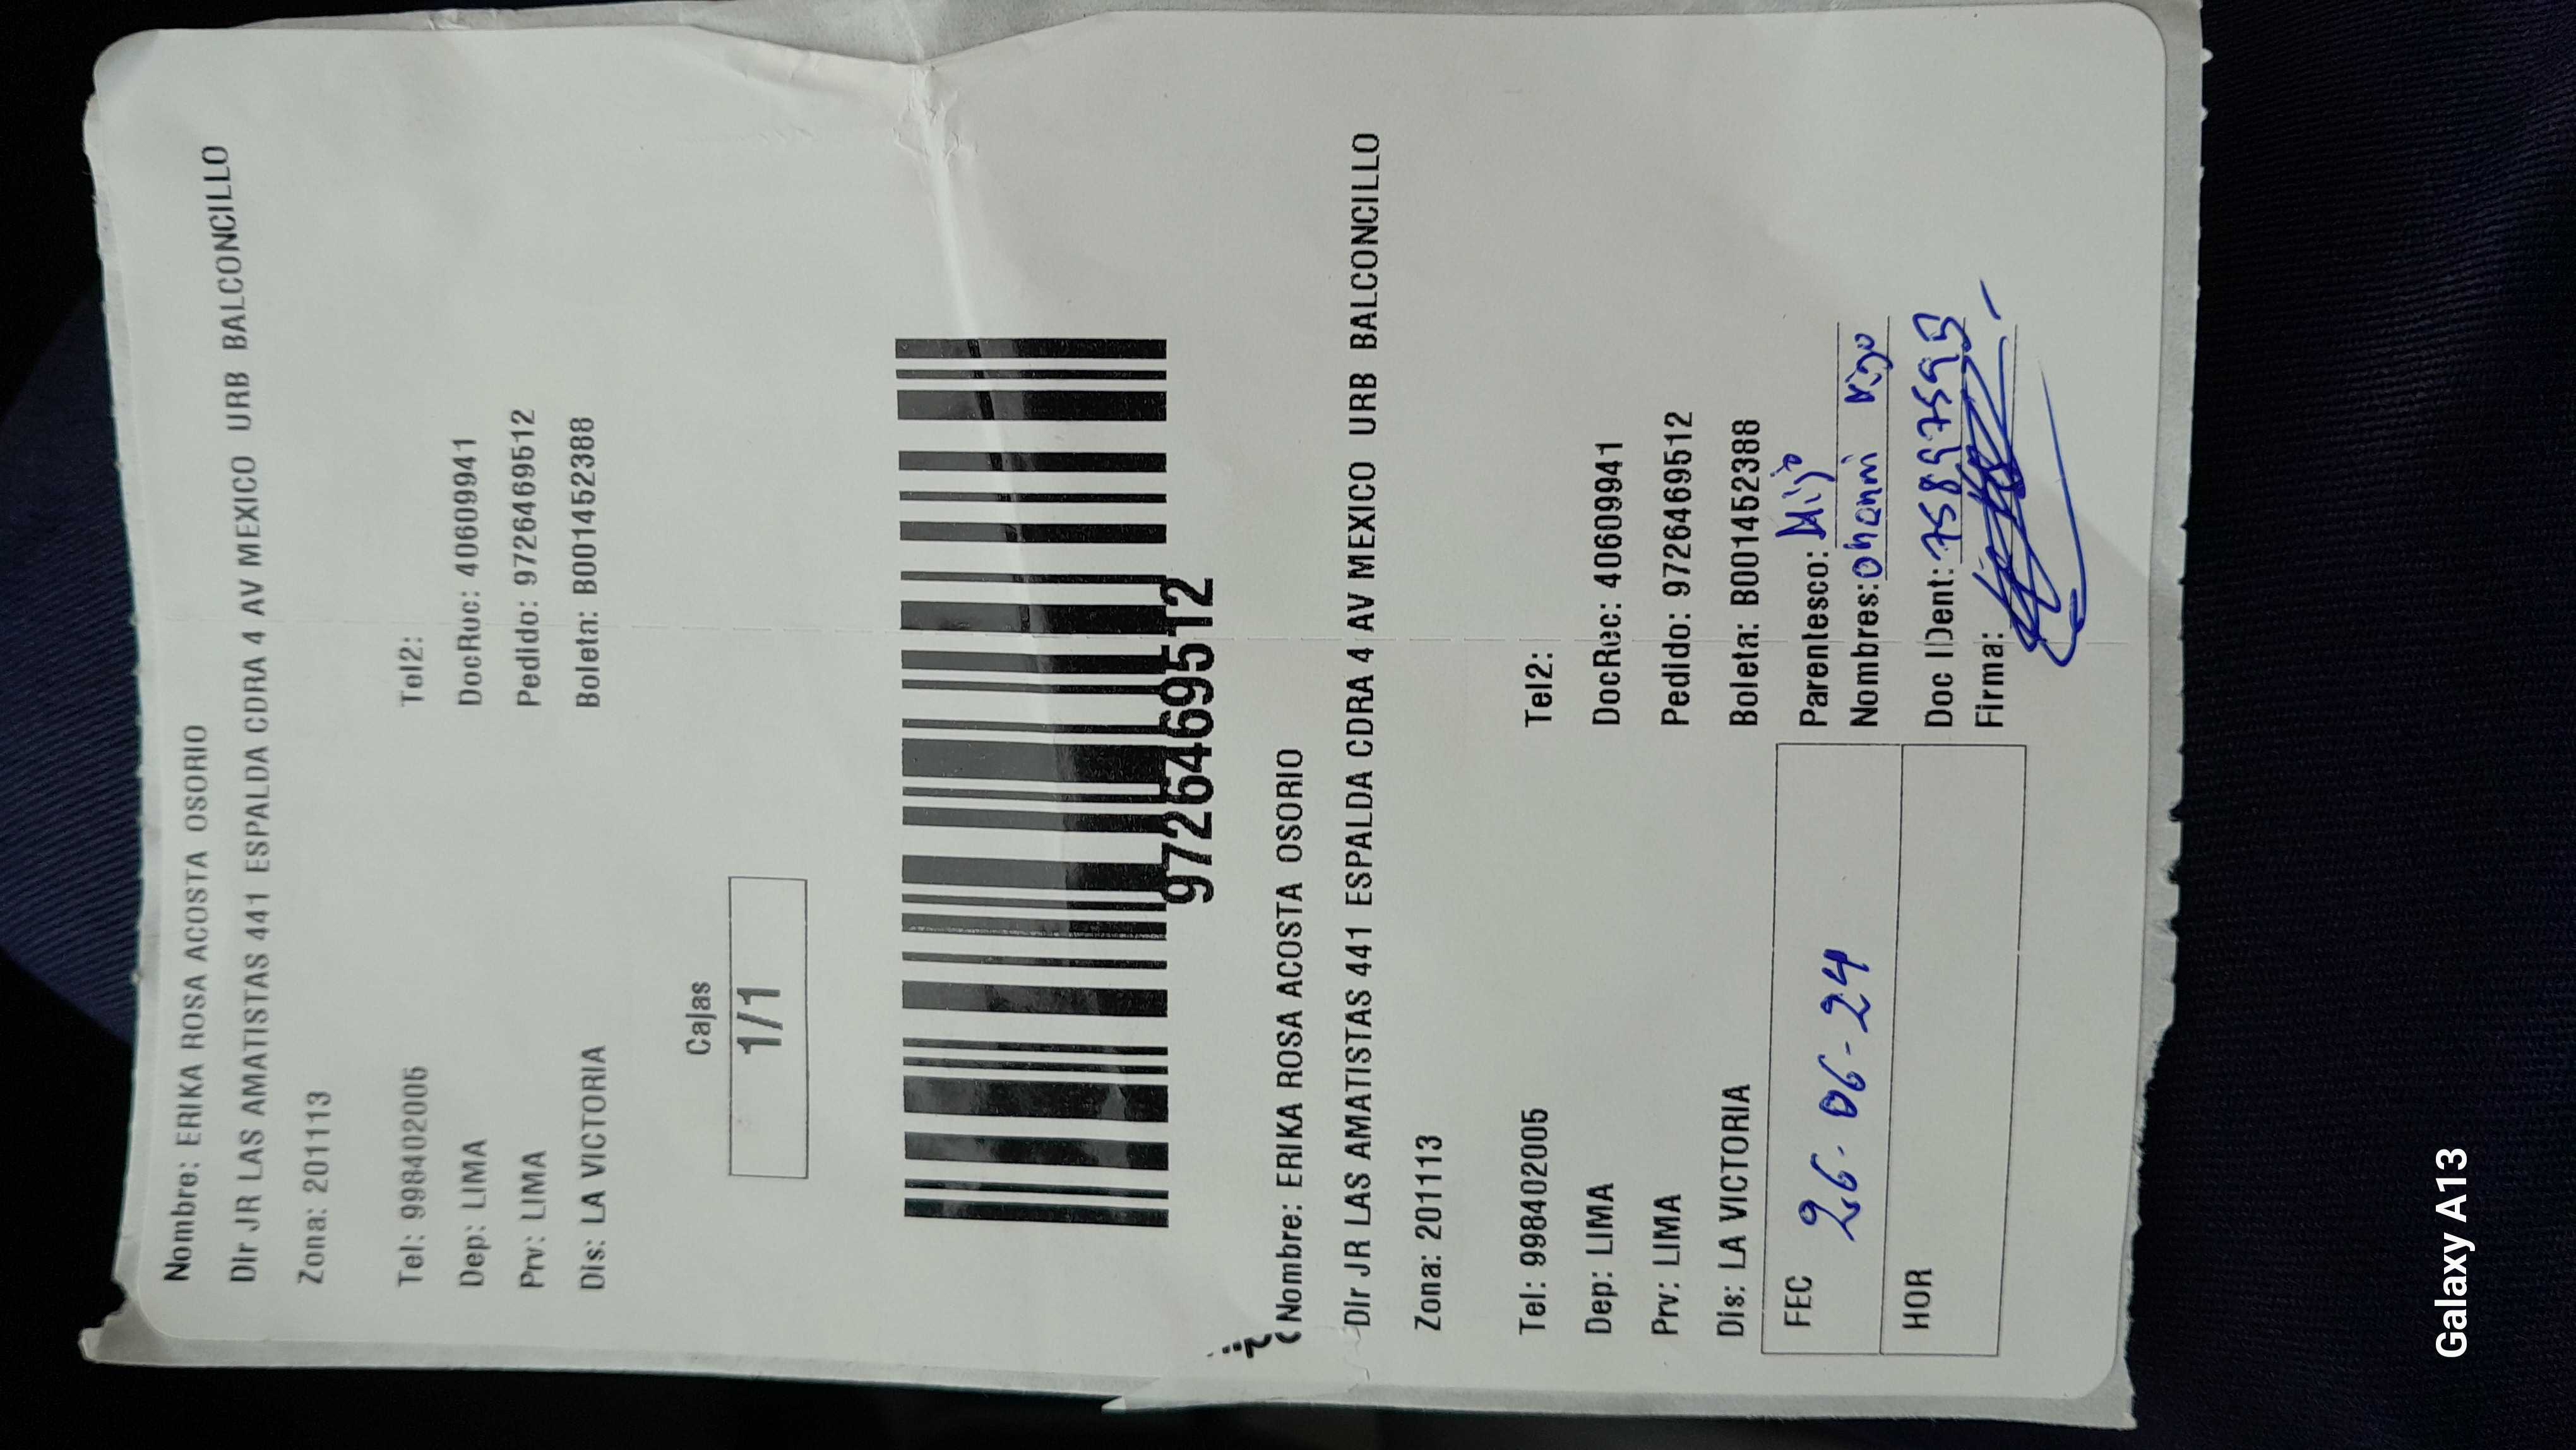 Nombre: ERIKA ROSA ACOSTA OSORIO
DIr JR LAS AMATISTAS 441 ESPALDA CDRA 4 AV MEXICO URB BALCONCILLO
Zona: 201113
Tel: 998402005 Tel2:
Dep: LIMA DocRec: 40609941
Prv: LIMA Pedido: 972646969512
Dis: LA VICTORIA Boleta: B001452388
Cajas
1/1
972646969512
Nombre: ERIKA ROSA ACOSTA OSORIO
DIr JR LAS AMATISTAS 441 ESPALDA CDRA 4 AV MEXICO URB BALCONCILLO
Zona: 201113
Tel: 998402005 Tel2:
Dep: LIMA DocRec: 40609941
Prv: LIMA Pedido: 972646969512
Dis: LA VICTORIA Boleta: B001452388
FEC 26-06-24 Parentesco: Hijo
Nombres:
HOR Doc IDent:
Firma:
Galaxy A13